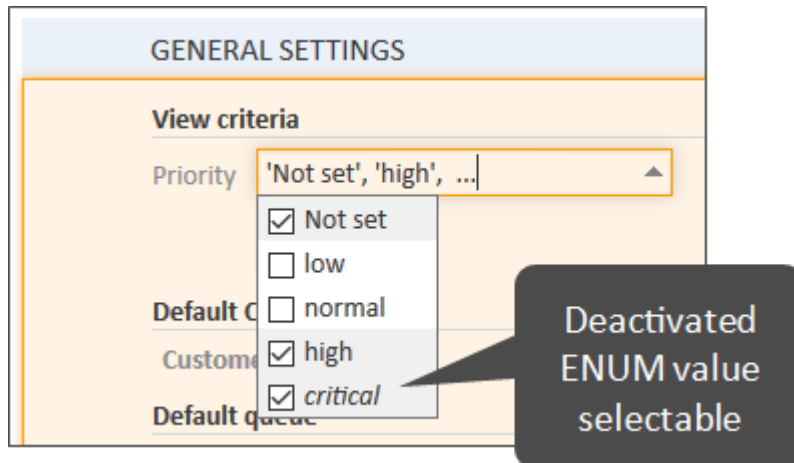 GENERAL SETTINGS
View criteria
Priority 'Not set', 'high', ...
Not set
low
normal
Default C
high
Custome
critical
Default queue
Deactivated
ENUM value
selectable